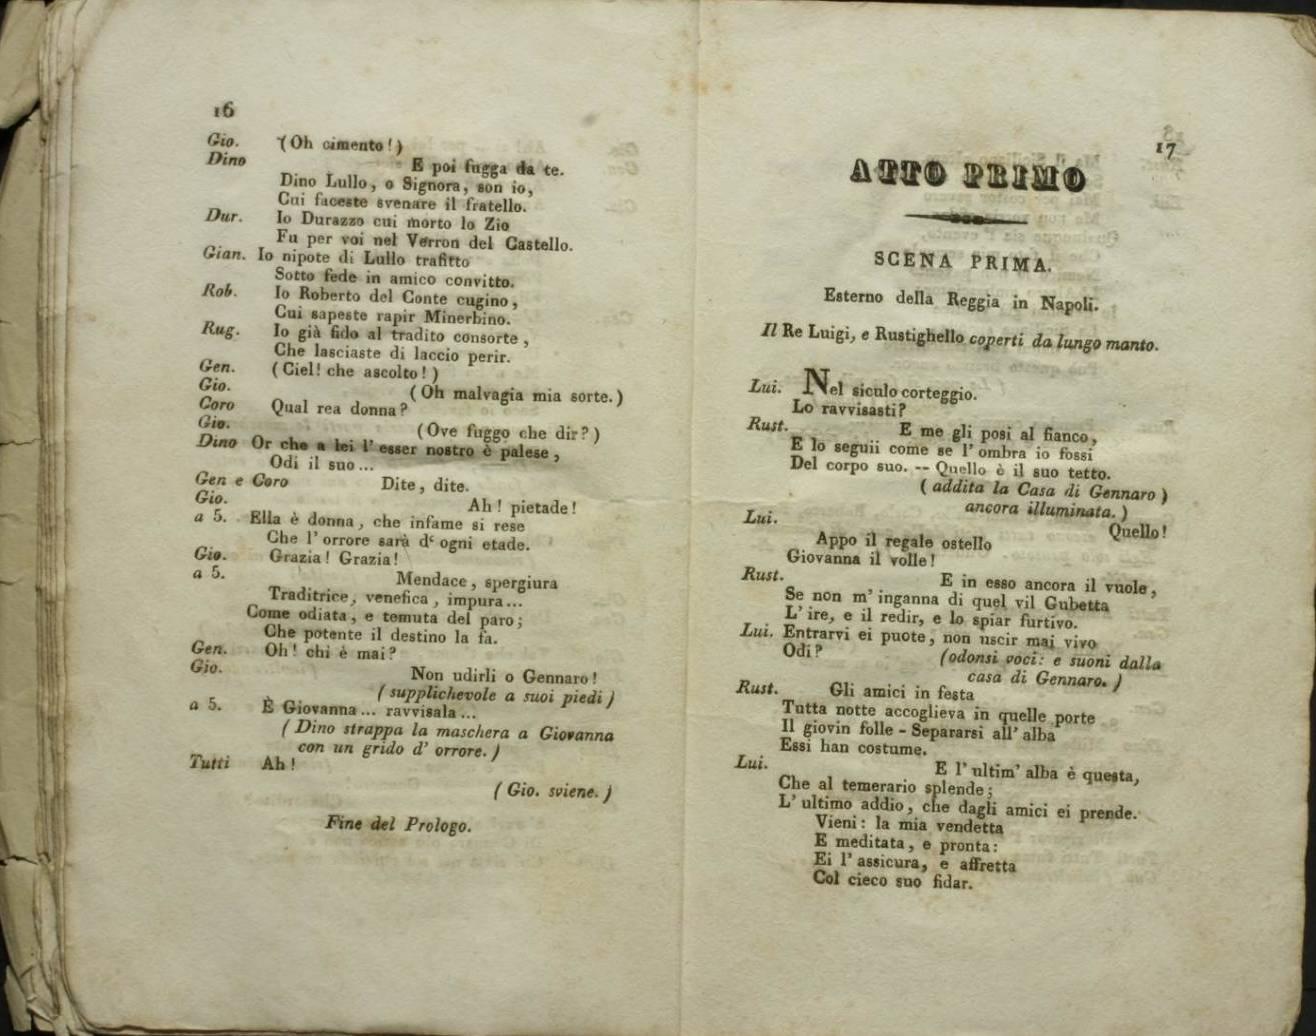 16
Gio. (Oh cimento!)
Dino E poi fugga da te.
Dino Lullo, o Signora, son io,
Cui faceste svenare il fratello.
Dur. Io Durazzo cui morto lo Zio
Fu per voi nel Verron del Castello.
Gian. Io nipote di Lullo trafitto
Sotto fede in amico convitto.
Rob. Io Roberto del Conte cugino,
Cui sapeste rapir Minerbino.
Rug. Io già fido al tradito consorte,
Che lasciaste di laccio perir.
Gen. (Ciel! che ascolto!)
Gio. (Oh malvagia mia sorte.)
Coro Qual rea donna?
Gio. (Ove fuggo che dir?)
Dino Or che a lei l'esser nostro è palese,
Odi il suo...
Gen e Coro Dite, dite.
Gio. Ah! pietade!
a 5. Ella è donna, che infame si rese
Che l'orrore sarà d' ogni etade.
Gio. Grazia! Grazia!
a 5. Mendace, spergiura
Traditrice, venefica, impura...
Come odiata, e temuta del paro;
Che potente il destino la fa.
Gen. Oh! chi è mai?
Gio. Non udirli o Gennaro!
(supplichevole a suoi piedi)
a 5. È Giovanna... ravvisala...
(Dino strappa la maschera a Giovanna
con un grido d' orrore.)
Tutti Ah!
(Gio. sviene.)
Fine del Prologo.
17
ATTO PRIMO
SCENA PRIMA.
Esterno della Reggia in Napoli.
Il Re Luigi, e Rustighello coperti da lungo manto.
Lui. Nel siculo corteggio.
Lo ravvisasti?
Rust. E me gli posi al fianco,
E lo seguii come se l' ombra io fossi
Del corpo suo. -- Quello è il suo tetto.
(addita la Casa di Gennaro)
ancora illuminata.)
Lui. Quello!
Appo il regale ostello
Giovanna il volle!
Rust. E in esso ancora il vuole,
Se non m' inganna di quel vil Gubetta
L' ire, e il redir, e lo spiar furtivo.
Lui. Entrarvi ei puote, non uscir mai vivo
Odi? (odonsi voci: e suoni dalla
casa di Gennaro.)
Rust. Gli amici in festa
Tutta notte accoglieva in quelle porte
Il giovin folle - Separarsi all' alba
Essi han costume.
Lui. E l' ultim' alba è questa,
Che al temerario splende;
L' ultimo addio, che dagli amici ei prende.
Vieni: la mia vendetta
E meditata, e pronta:
Ei l' assicura, e affretta
Col cieco suo fidar.